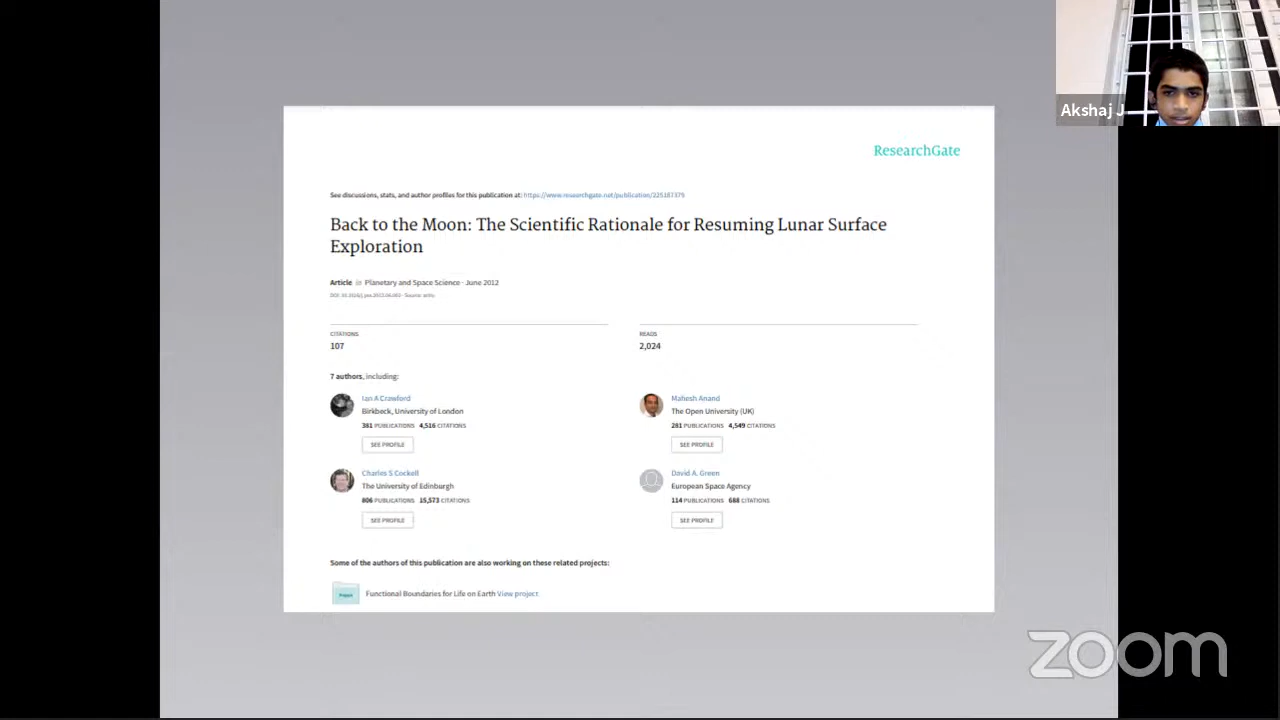 Akshaj J
ResearchGate
See discussions, stats, and author profiles for this publication at: https://www.researchgate.net/publication/225187379
Back to the Moon: The Scientific Rationale for Resuming Lunar Surface
Exploration
Article in Planetary and Space Science · June 2012
CITATIONS
107
READS
2,024
7 authors, including:
Ian A Crawford
Birkbeck, University of London
381 PUBLICATIONS 4,516 CITATIONS
SEE PROFILE
Mahesh Anand
The Open University (UK)
281 PUBLICATIONS 4,549 CITATIONS
SEE PROFILE
Charles S Cockell
The University of Edinburgh
806 PUBLICATIONS 15,573 CITATIONS
SEE PROFILE
David A. Green
European Space Agency
114 PUBLICATIONS 688 CITATIONS
SEE PROFILE
Some of the authors of this publication are also working on these related projects:
Project
Functional Boundaries for Life on Earth View project
zoom